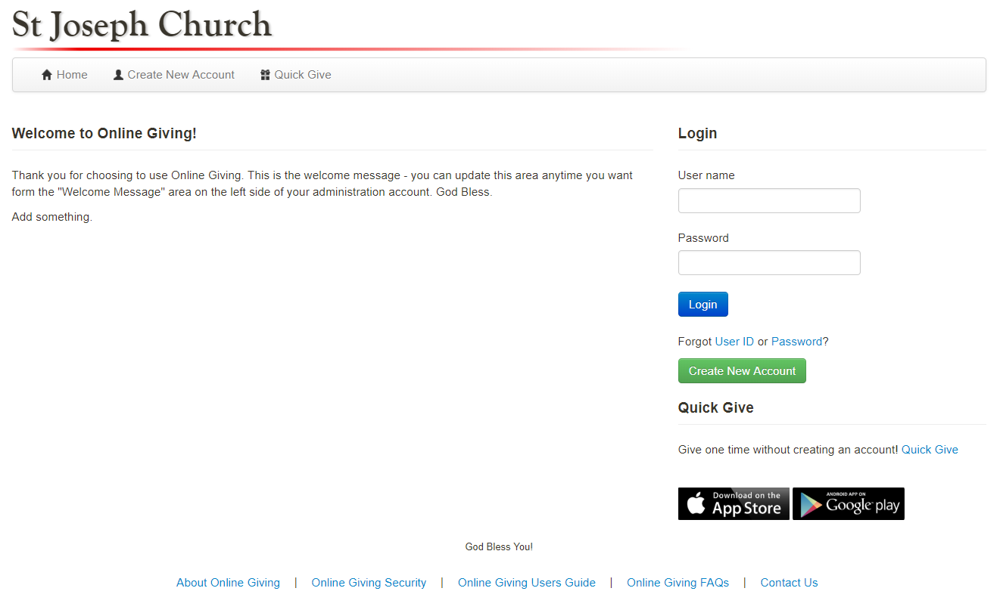 St Joseph Church
Home
Create New Account
Quick Give
Welcome to Online Giving!
Thank you for choosing to use Online Giving. This is the welcome message - you can update this area anytime you want
form the "Welcome Message" area on the left side of your administration account. God Bless.
Add something.
Login
User name
Password
Login
Forgot User ID or Password?
Create New Account
Quick Give
Give one time without creating an account! Quick Give
Download on the
App Store
ANDROID APP ON
Google play
God Bless You!
About Online Giving | Online Giving Security | Online Giving Users Guide | Online Giving FAQs | Contact Us